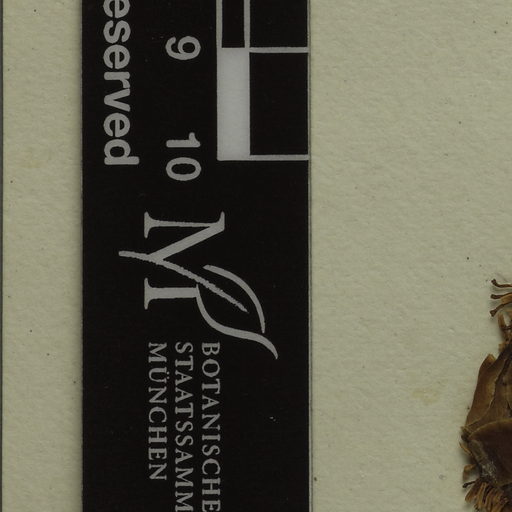 eserved
9
10
BOTANISCHE
STAATSSAMM
MÜNCHEN